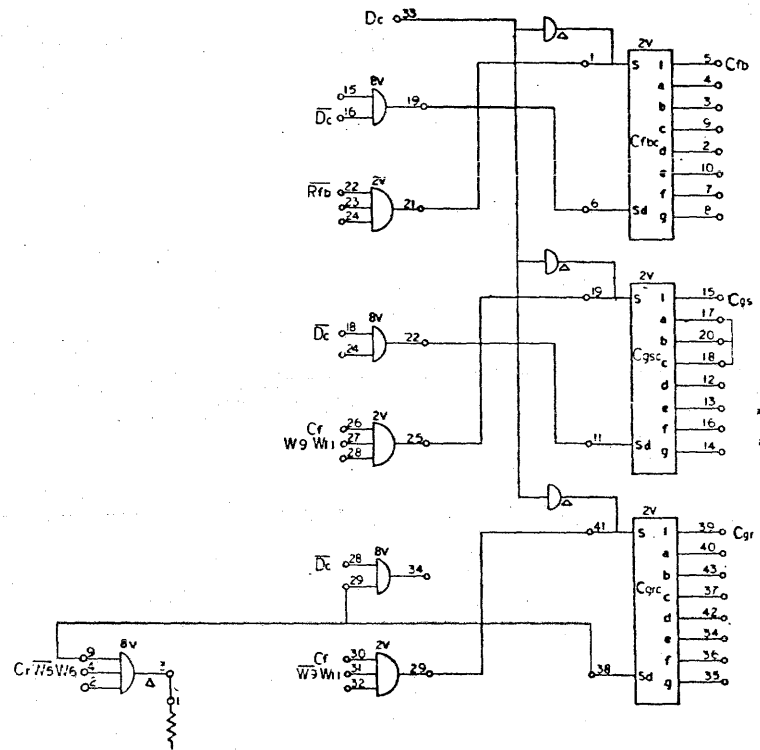 Dc 33
2V
1 S 1 5 Cfb
a 4
8V b 3
15 c 9
Dc 16 19 Cfbc d 2
e 10
2V f 7
Rfb 22 6 Sd g 8
23 21
24
2V
19 S 1 15 Cgs
a 17
8V b 20
Dc 18 22 Cgsc c 18
24 d 12
e 13
2V f 16
Cf 26 11 Sd g 14
W9 W11 27 25
28
2V
41 S 1 39 Cgr
a 40
8V b 43
Dc 28 34 Cgrc c 37
29 d 42
e 34
8V 2V f 36
9 Cf 30 38 Sd g 35
Cr W5 W6 4 W9 W11 31 29
32